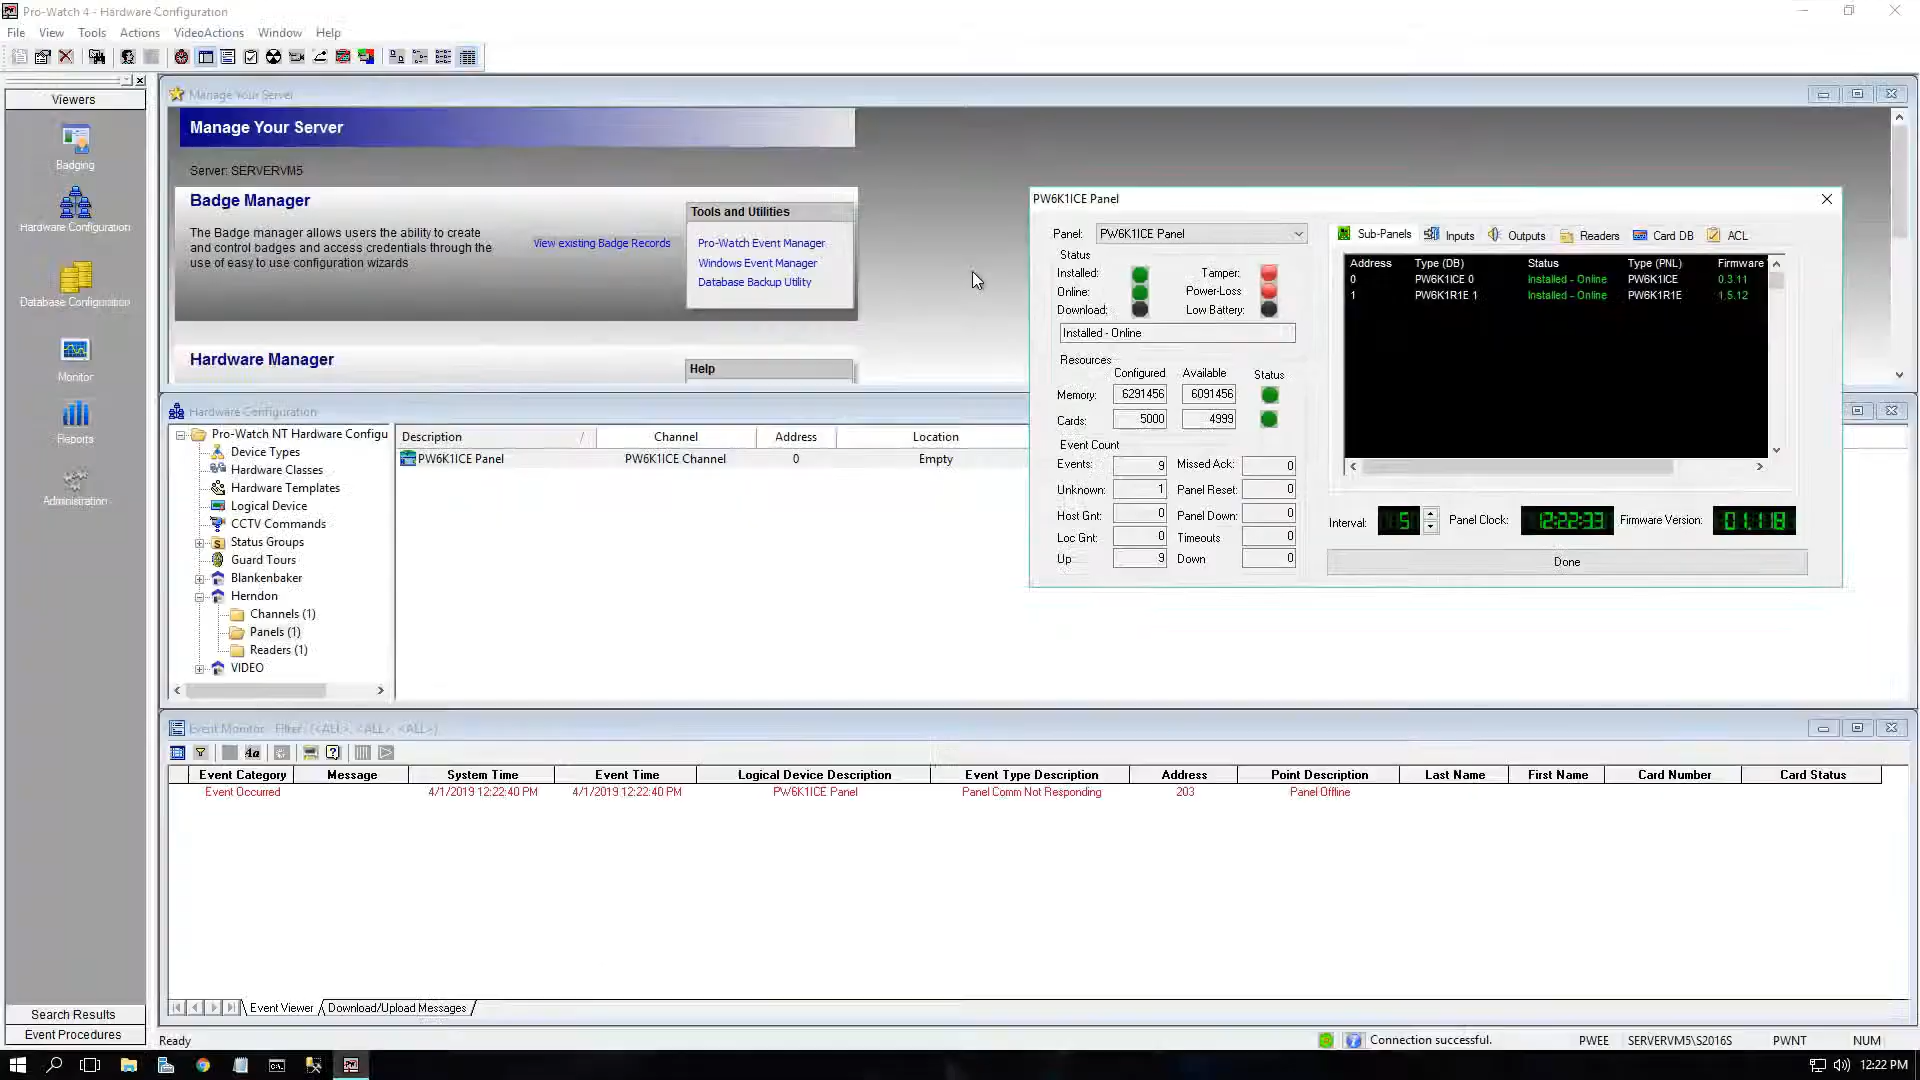 Pro-Watch 4 - Hardware Configuration
File View Tools Actions VideoActions Window Help
Viewers
Badging
Hardware Configuration
Database Configuration
Monitor
Reports
Administration
Search Results
Event Procedures
Manage Your Server
Manage Your Server
Server: SERVERVM5
Badge Manager
The Badge manager allows users the ability to create
and control badges and access credentials through the
use of easy to use configuration wizards
View existing Badge Records
Tools and Utilities
Pro-Watch Event Manager
Windows Event Manager
Database Backup Utility
Hardware Manager
Help
Hardware Configuration
Pro-Watch NT Hardware Configu
Device Types
Hardware Classes
Hardware Templates
Logical Device
CCTV Commands
Status Groups
Guard Tours
Blankenbaker
Herndon
Channels (1)
Panels (1)
Readers (1)
VIDEO
Description Channel Address Location
PW6K1ICE Panel PW6K1ICE Channel 0 Empty
PW6K1ICE Panel
Panel: PW6K1ICE Panel
Status
Installed: Tamper:
Online: Power-Loss
Download: Low Battery:
Installed - Online
Resources
Configured Available Status
Memory: 6291456 6091456
Cards: 5000 4999
Event Count
Events: 9 Missed Ack: 0
Unknown: 1 Panel Reset: 0
Host Gnt: 0 Panel Down: 0
Loc Gnt: 0 Timeouts 0
Up 9 Down 0
Sub-Panels Inputs Outputs Readers Card DB ACL
Address Type (DB) Status Type (PNL) Firmware
0 PW6K1ICE 0 Installed - Online PW6K1ICE 0.3.11
1 PW6K1R1E 1 Installed - Online PW6K1R1E 1.5.12
Interval: 5 Panel Clock: 12:22:33 Firmware Version: 01.118
Done
Event Monitor - Filter: (<ALL>, <ALL>, <ALL>)
Event Category Message System Time Event Time Logical Device Description Event Type Description Address Point Description Last Name First Name Card Number Card Status
Event Occurred 4/1/2019 12:22:40 PM 4/1/2019 12:22:40 PM PW6K1ICE Panel Panel Comm Not Responding 203 Panel Offline
Event Viewer Download/Upload Messages
Ready Connection successful. PWEE SERVERVM5\S2016S PWNT NUM
12:22 PM